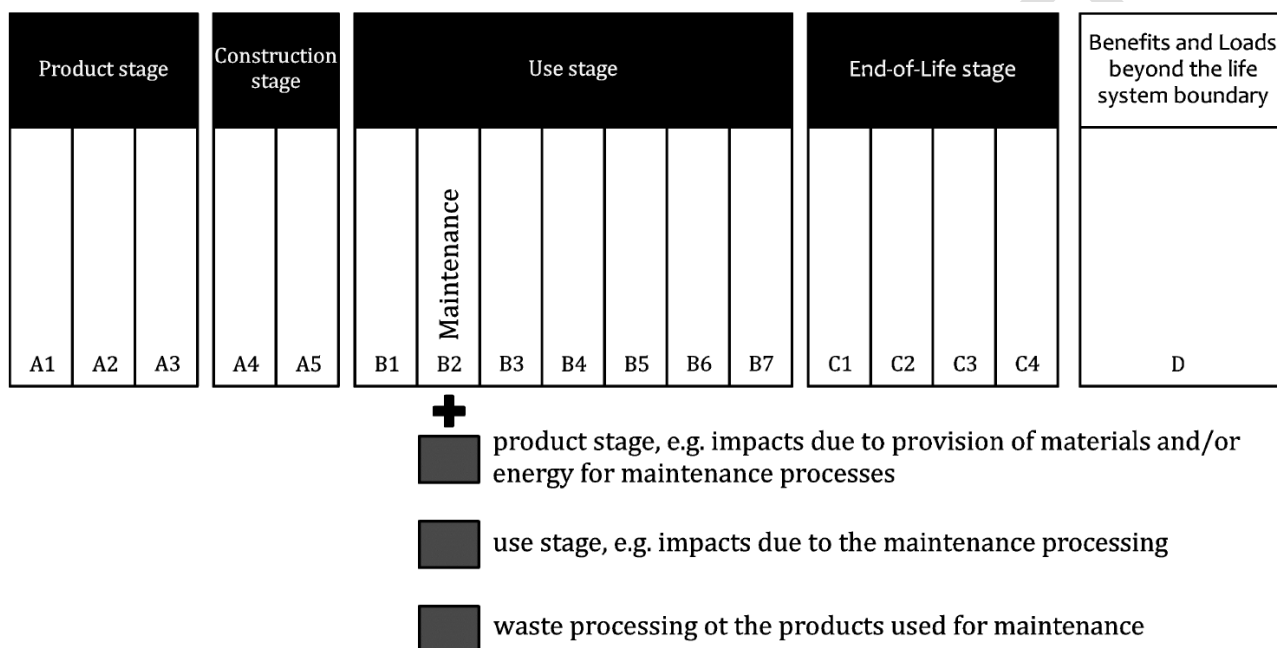 Product stage
Construction
stage
Use stage
End-of-Life stage
Benefits and Loads
beyond the life
system boundary
Maintenance
A1 A2 A3 A4 A5 B1 B2 B3 B4 B5 B6 B7 C1 C2 C3 C4 D
product stage, e.g. impacts due to provision of materials and/or
energy for maintenance processes
use stage, e.g. impacts due to the maintenance processing
waste processing ot the products used for maintenance